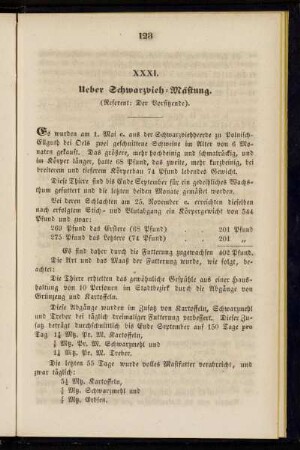 128
XXXI.
Ueber Schwarzvieh-Mästung.
(Referent: Der Vorsitzende).
Es wurden am 1. Mai c. aus der Schwarzviehheerde zu Polnisch-
Ellguth bei Oels zwei geschnittene Schweine im Alter von 6 Mo-
naten gekauft. Das größere, mehr hochbeinig und schmalrückig, und
im Körper länger, hatte 68 Pfund, das zweite, mehr kurzbeinig, bei
breiterem und tieferem Körperbau 74 Pfund lebendes Gewicht.
Diese Thiere sind bis Ende September für ein gedeihliches Wachs-
thum gefuttert und die letzten beiden Monate gemästet worden.
Bei deren Schlachten am 25. November c. erreichten dieselben
nach erfolgtem Stich- und Blutabgang ein Körpergewicht von 544
Pfund und zwar:
269 Pfund das Erstere (68 Pfund) 201 Pfund
275 Pfund das Letztere (74 Pfund) 201 „
Es sind daher durch die Futterung zugewachsen 402 Pfund.
Die Art und das Maaß der Futterung wurde, wie folgt, beo-
achtet:
Die Thiere erhielten das gewöhnliche Gespühle aus einer Haus-
haltung von 10 Personen im Stadtbezirk durch die Abgänge von
Grünzeug und Kartoffeln.
Diese Abgänge wurden im Zusatz von Kartoffeln, Schwarzmehl
und Treber bei täglich dreimaliger Futterung verbessert. Dieser Zu-
satz beträgt durchschnittlich bis Ende September auf 150 Tage pro
Tag: 1¼ Mtz. Pr. M. Kartoffeln,
¼ Mtz. Pr. M. Schwarzmehl und
¼ Mtz. Pr. M. Treber.
Die letzten 55 Tage wurde volles Mastfutter verabreicht, und
zwar täglich:
5¼ Mtz. Kartoffeln,
¾ Mtz. Schwarzmehl und
¾ Mtz. Erbsen.